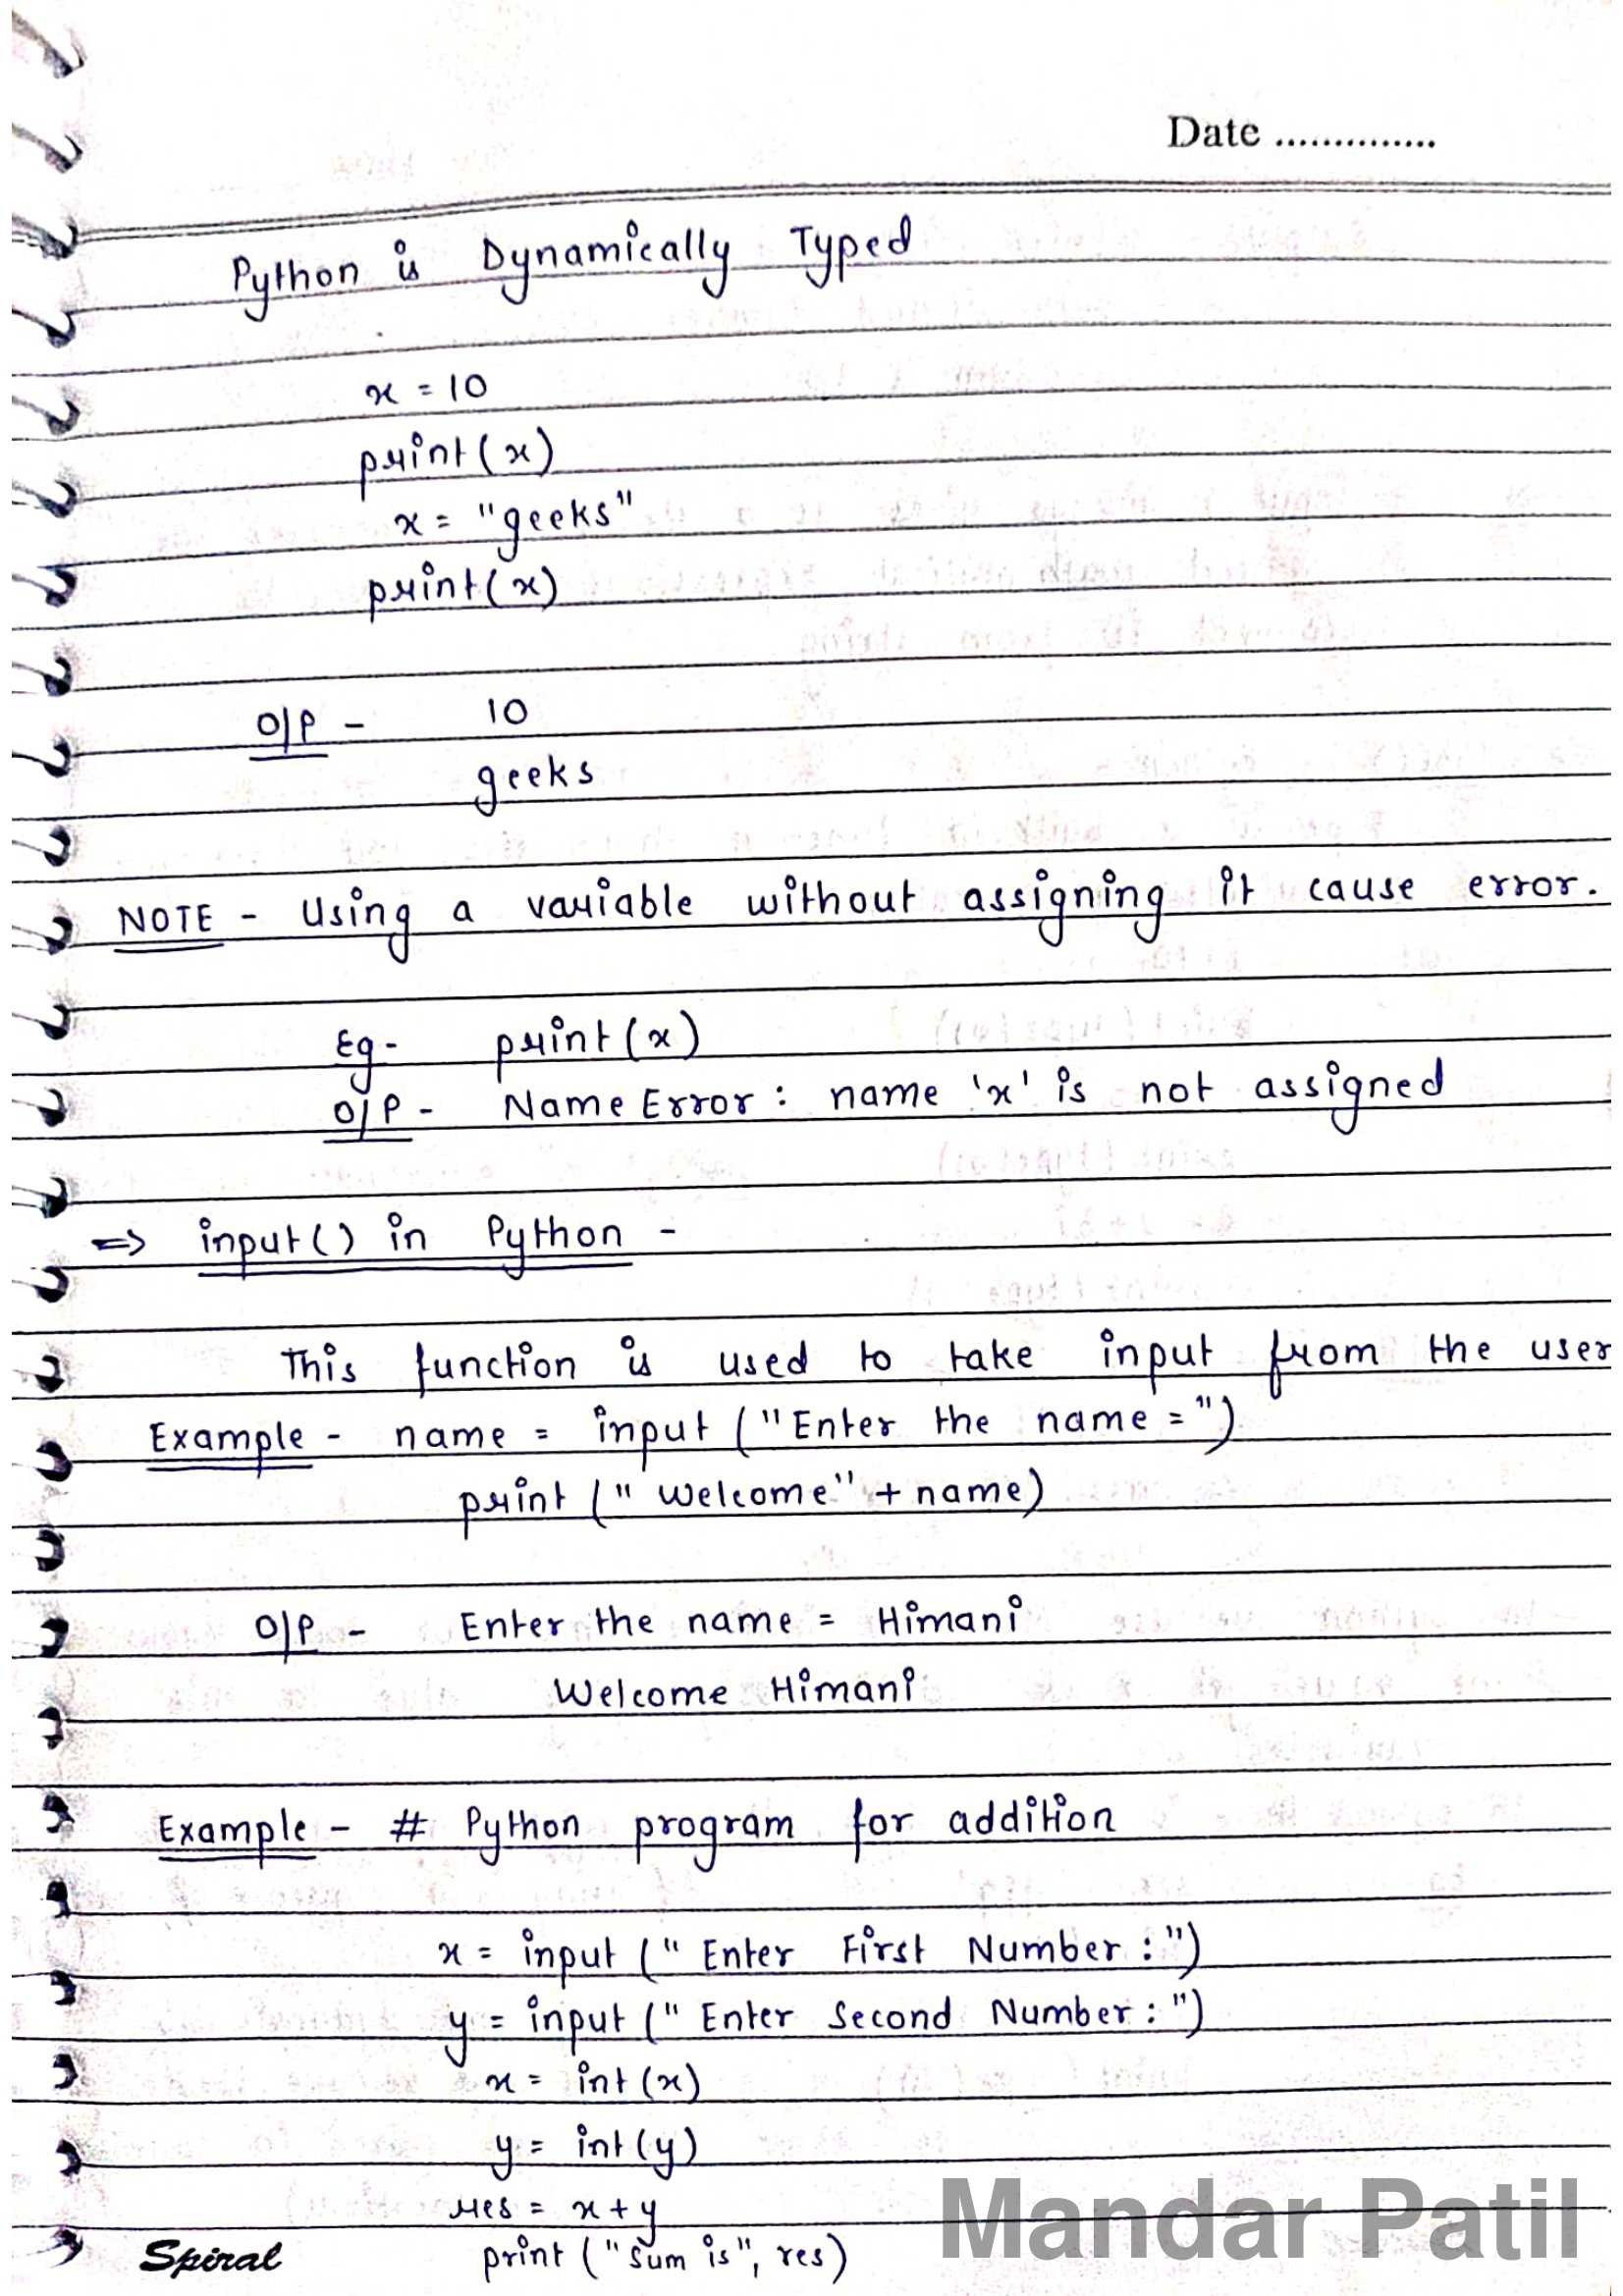 Date ..............
Python is Dynamically Typed
x = 10
print(x)
x = "geeks"
print(x)
O/P - 10
geeks
NOTE - Using a variable without assigning it cause error.
Eg - print(x)
O/P - Name Error : name 'x' is not assigned
=> input() in Python -
This function is used to take input from the user
Example - name = input ("Enter the name = ")
print (" Welcome" + name)
O/P - Enter the name = Himani
Welcome Himani
Example - # Python program for addition
x = input (" Enter First Number : ")
y = input (" Enter Second Number : ")
x = int (x)
y = int (y)
res = x + y
print ("Sum is", res)
Spiral
Mandar Patil